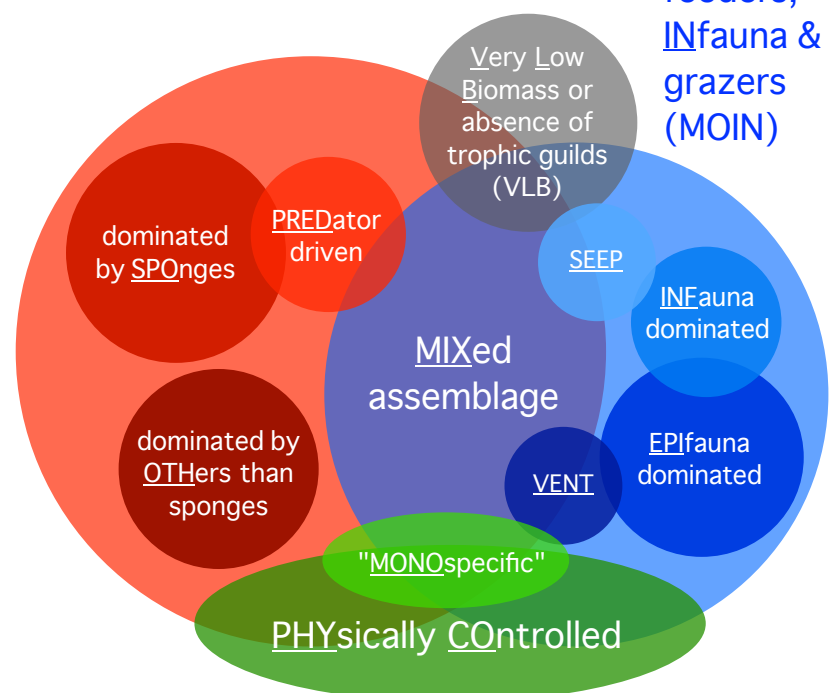 INfauna &
grazers
(MOIN)
Very Low
Biomass or
absence of
trophic guilds
(VLB)
dominated
by SPOnges
PREDator
driven
SEEP
INFauna
dominated
MIXed
assemblage
dominated by
OTHers than
sponges
EPIfauna
dominated
VENT
"MONOspecific"
PHYsically COntrolled